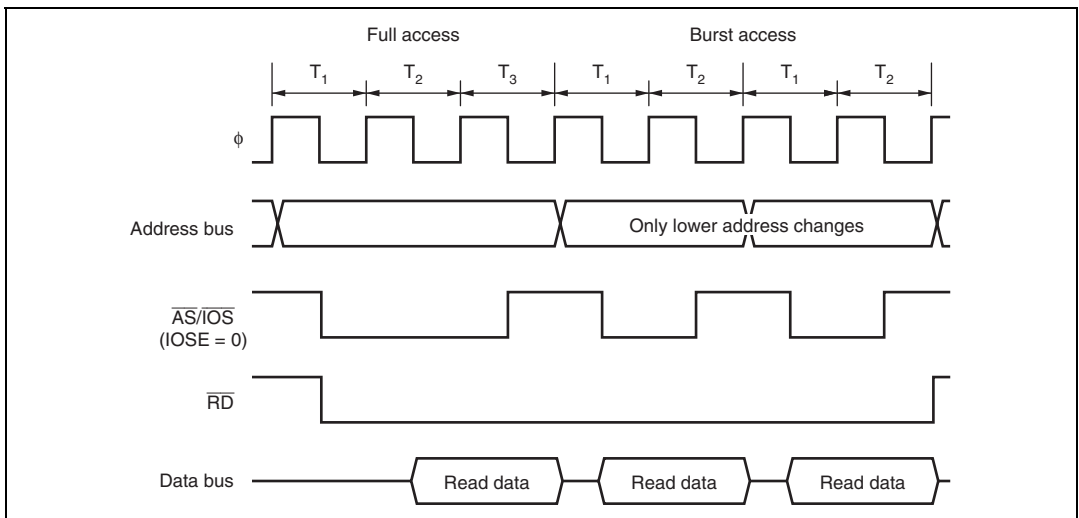 Full access Burst access
T1 T2 T3 T1 T2 T1 T2
ϕ
Address bus Only lower address changes
AS/IOS
(IOSE = 0)
RD
Data bus Read data Read data Read data